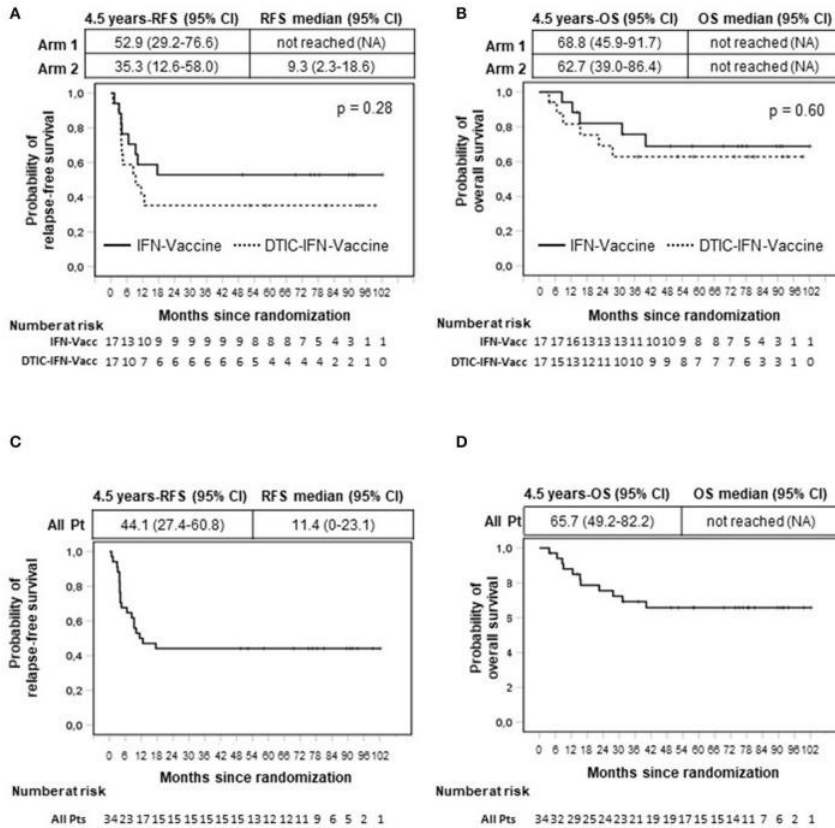 A
4.5 years-RFS (95% CI) RFS median (95% CI)
Arm 1 52.9 (29.2-76.6) not reached (NA)
Arm 2 35.3 (12.6-58.0) 9.3 (2.3-18.6)
1,0
0,8
0,6
0,4
0,2
0,0
Probability of
relapse-free survival
p = 0.28
IFN-Vaccine DTIC-IFN-Vaccine
0 6 12 18 24 30 36 42 48 54 60 66 72 78 84 90 96 102
Months since randomization
Number at risk
IFN-Vacc 17 13 10 9 9 9 9 9 9 8 8 8 7 5 4 3 1 1
DTIC-IFN-Vacc 17 10 7 6 6 6 6 6 6 5 4 4 4 4 2 2 1 0
B
4.5 years-OS (95% CI) OS median (95% CI)
Arm 1 68.8 (45.9-91.7) not reached (NA)
Arm 2 62.7 (39.0-86.4) not reached (NA)
1,0
0,8
0,6
0,4
0,2
0,0
Probability of
overall survival
p = 0.60
IFN-Vaccine DTIC-IFN-Vaccine
0 6 12 18 24 30 36 42 48 54 60 66 72 78 84 90 96 102
Months since randomization
Number at risk
IFN-Vacc 17 17 16 13 13 13 11 10 10 9 8 8 7 5 4 3 1 1
DTIC-IFN-Vacc 17 15 13 12 11 10 10 9 9 8 7 7 7 6 3 3 1 0
C
4.5 years-RFS (95% CI) RFS median (95% CI)
All Pt 44.1 (27.4-60.8) 11.4 (0-23.1)
1,0
0,8
0,6
0,4
0,2
0,0
Probability of
relapse-free survival
0 6 12 18 24 30 36 42 48 54 60 66 72 78 84 90 96 102
Months since randomization
Number at risk
All Pts 34 23 17 15 15 15 15 15 15 13 12 12 11 9 6 5 2 1
D
4.5 years-OS (95% CI) OS median (95% CI)
All Pt 65.7 (49.2-82.2) not reached (NA)
1,0
8
6
4
2
0,0
Probability of
overall survival
0 6 12 18 24 30 36 42 48 54 60 66 72 78 84 90 96 102
Months since randomization
Number at risk
All Pts 34 32 29 25 24 23 21 19 19 17 15 15 14 11 7 6 2 1